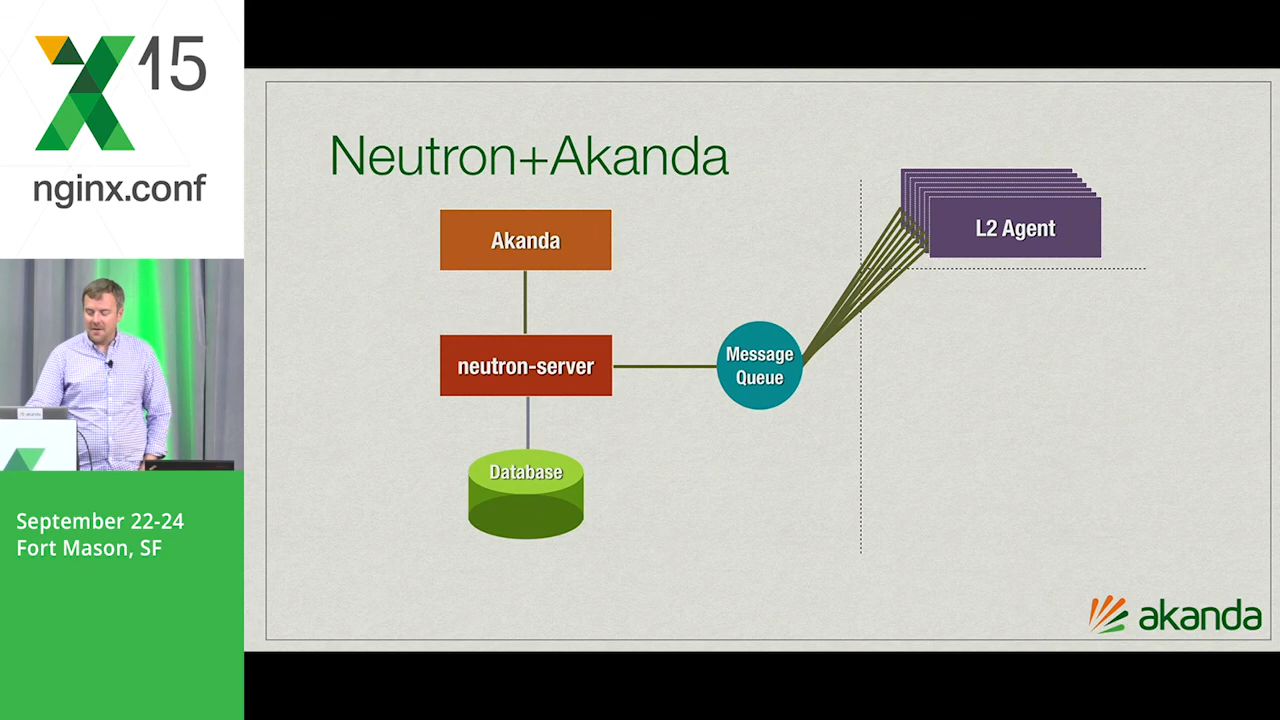 15
nginx.conf
September 22-24
Fort Mason, SF
Neutron+Akanda
Akanda
neutron-server
Database
Message
Queue
L2 Agent
akanda
akanda